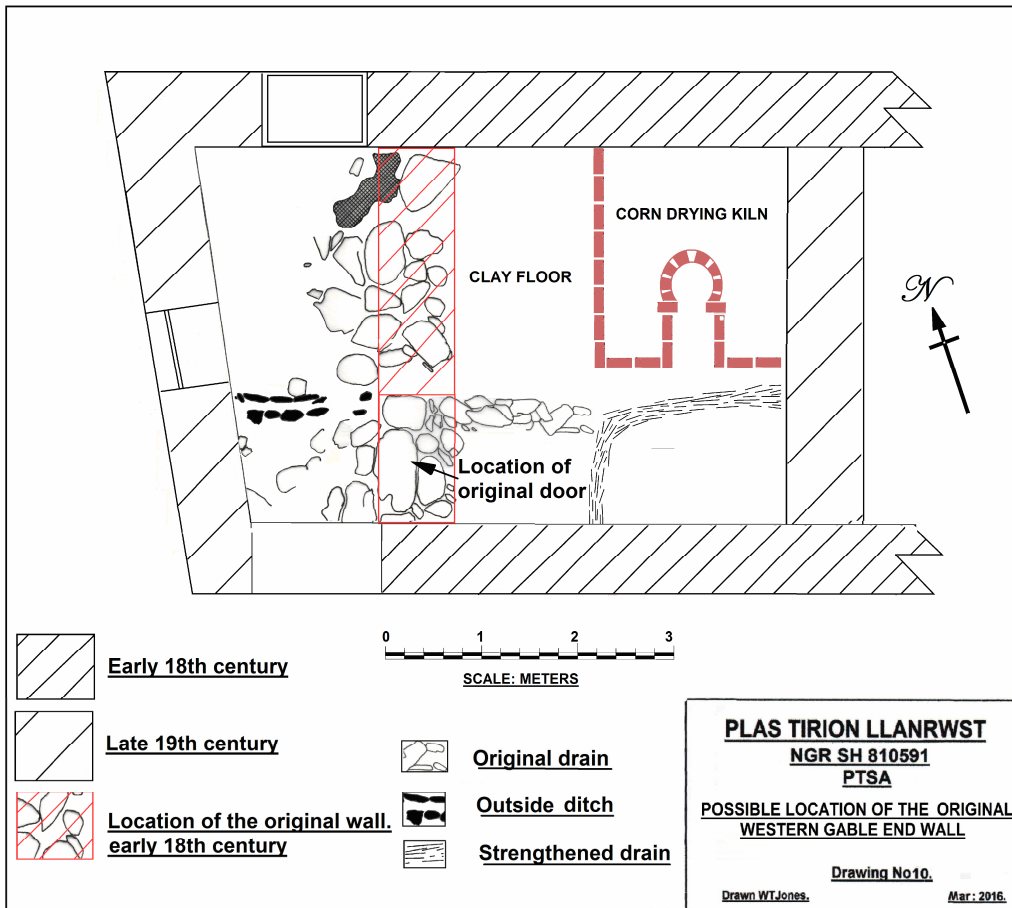 CORN DRYING KILN
CLAY FLOOR
N
Location of
original door
0 1 2 3
SCALE: METERS
Early 18th century
Late 19th century
Location of the original wall.
early 18th century
Original drain
Outside ditch
Strengthened drain
PLAS TIRION LLANRWST
NGR SH 810591
PTSA
POSSIBLE LOCATION OF THE ORIGINAL
WESTERN GABLE END WALL
Drawing No10.
Drawn WTJones. Mar: 2016.